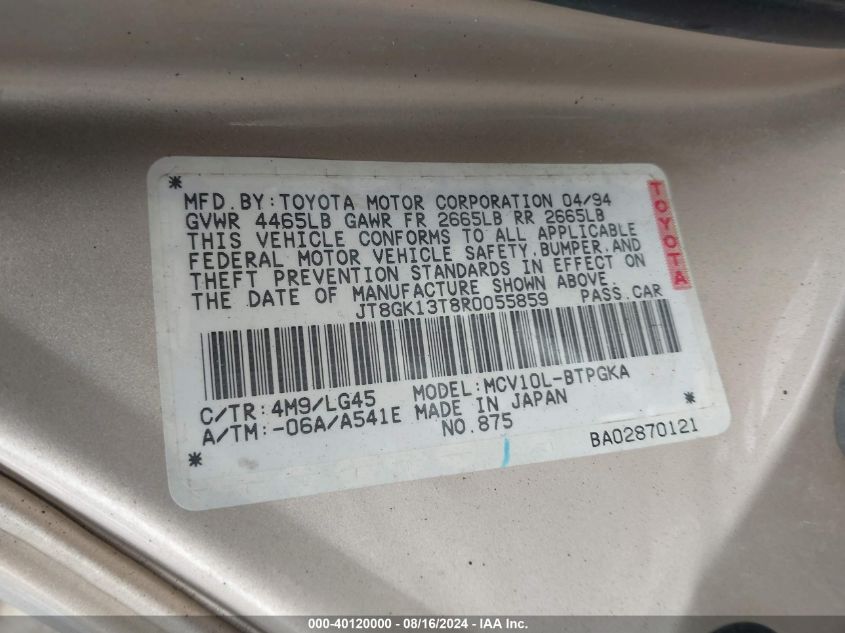 MFD. BY: TOYOTA MOTOR CORPORATION 04/94
GVWR 4465LB GAWR FR 2665LB RR 2665LB
THIS VEHICLE CONFORMS TO ALL APPLICABLE
FEDERAL MOTOR VEHICLE SAFETY, BUMPER, AND
THEFT PREVENTION STANDARDS IN EFFECT ON
THE DATE OF MANUFACTURE SHOWN ABOVE.
JT8GK13T8R0055859 PASS. CAR
TOYOTA
C/TR: 4M9/LG45 MODEL: MCV10L-BTPGKA
A/TM: -06A/A541E MADE IN JAPAN
NO. 875
BA02870121
000-40120000 - 08/16/2024 - IAA, Inc.